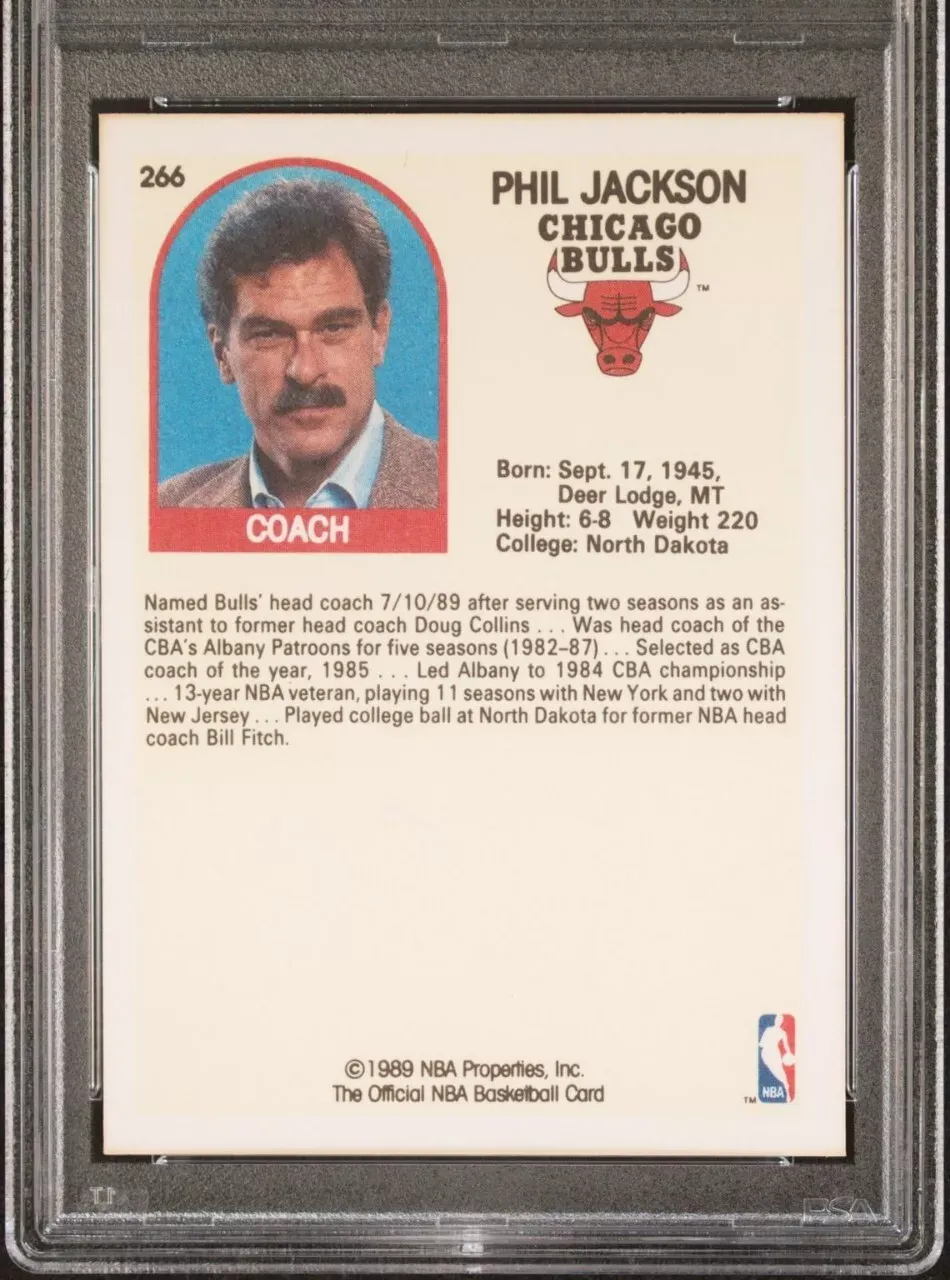 266
PHIL JACKSON
CHICAGO
BULLS
TM
COACH
Born: Sept. 17, 1945,
Deer Lodge, MT
Height: 6-8 Weight 220
College: North Dakota
Named Bulls' head coach 7/10/89 after serving two seasons as an as-
sistant to former head coach Doug Collins . . . Was head coach of the
CBA's Albany Patroons for five seasons (1982–87) . . . Selected as CBA
coach of the year, 1985 . . . Led Albany to 1984 CBA championship
. . . 13-year NBA veteran, playing 11 seasons with New York and two with
New Jersey . . . Played college ball at North Dakota for former NBA head
coach Bill Fitch.
©1989 NBA Properties, Inc.
The Official NBA Basketball Card
TM
NBA
PSA